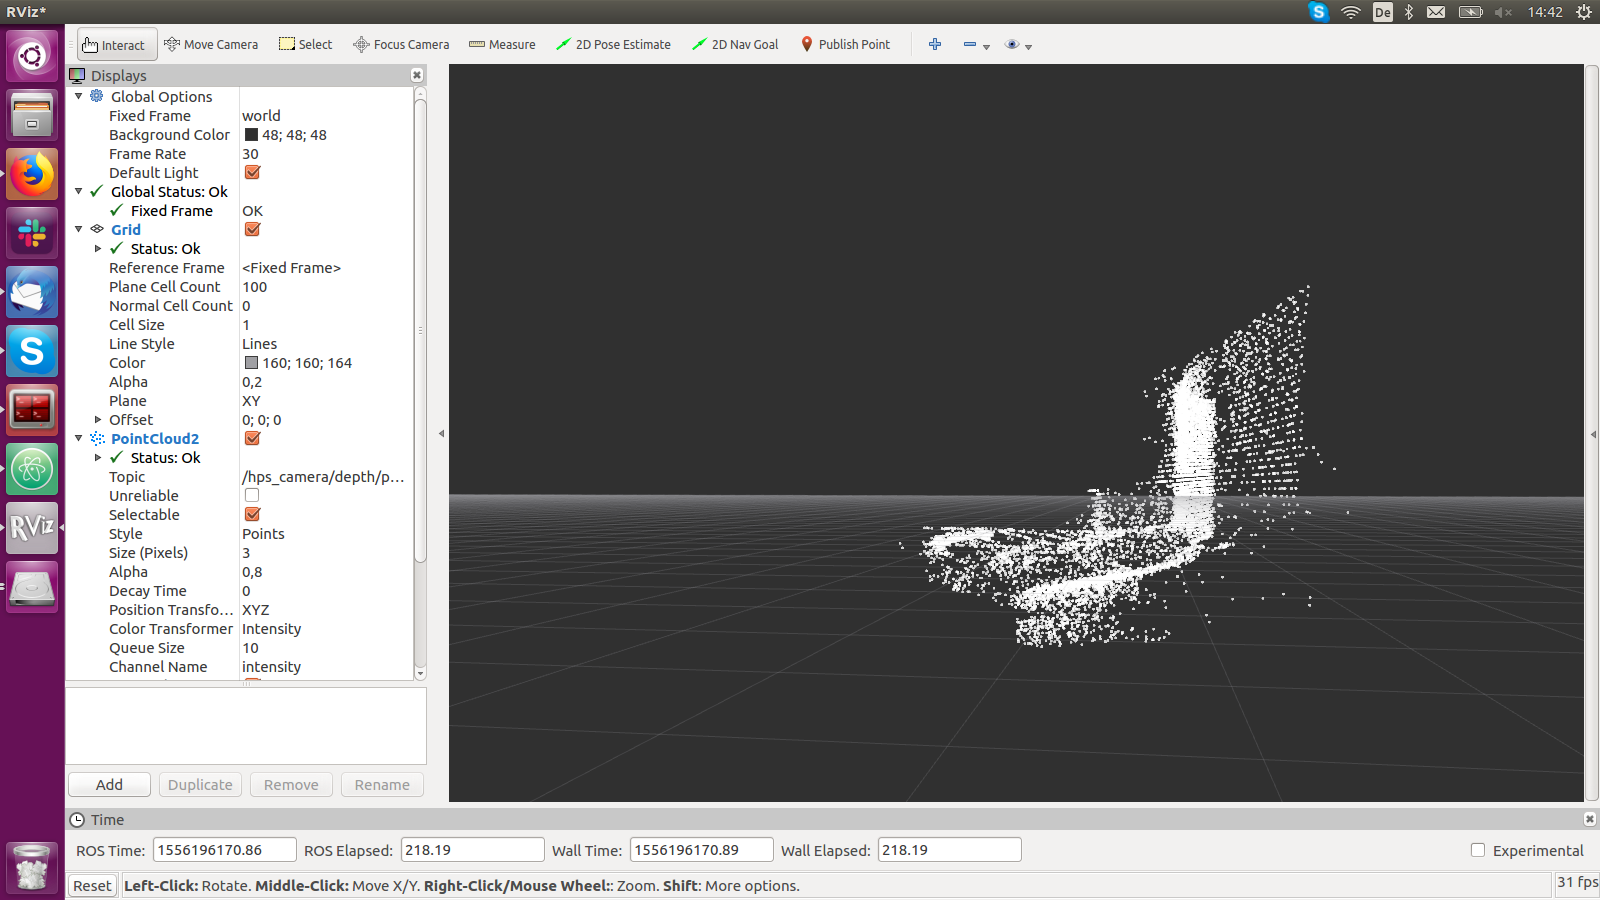 RViz*
De
14:42
Interact
Move Camera
Select
Focus Camera
Measure
2D Pose Estimate
2D Nav Goal
Publish Point
Displays
Global Options
Fixed Frame world
Background Color 48; 48; 48
Frame Rate 30
Default Light
Global Status: Ok
Fixed Frame OK
Grid
Status: Ok
Reference Frame <Fixed Frame>
Plane Cell Count 100
Normal Cell Count 0
Cell Size 1
Line Style Lines
Color 160; 160; 164
Alpha 0,2
Plane XY
Offset 0; 0; 0
PointCloud2
Status: Ok
Topic /hps_camera/depth/p...
Unreliable
Selectable
Style Points
Size (Pixels) 3
Alpha 0,8
Decay Time 0
Position Transfo... XYZ
Color Transformer Intensity
Queue Size 10
Channel Name intensity
S
RViz
Add
Duplicate
Remove
Rename
Time
ROS Time: 1556196170.86 ROS Elapsed: 218.19 Wall Time: 1556196170.89 Wall Elapsed: 218.19 Experimental
Reset Left-Click: Rotate. Middle-Click: Move X/Y. Right-Click/Mouse Wheel:: Zoom. Shift: More options. 31 fps